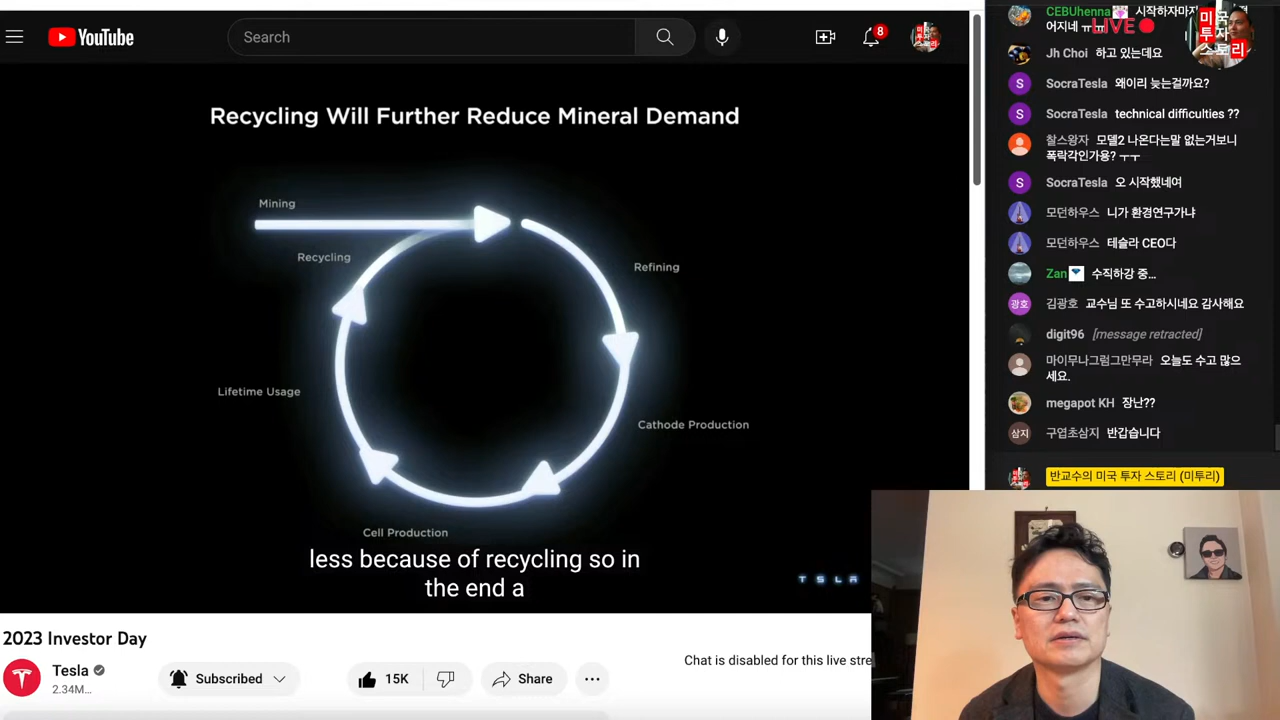 YouTube
Search
8
Recycling Will Further Reduce Mineral Demand
Mining
Recycling
Refining
Lifetime Usage
Cathode Production
Cell Production
less because of recycling so in
the end a
TESLA
2023 Investor Day
Tesla
2.34M...
Subscribed
15K
Share
Chat is disabled for this live stre
CEBUhenna 시작하자마자
어지네 ㅠㅠ
LIVE
미국
투자
스토리
Jh Choi 하고 있는데요
S SocraTesla 왜이리 늦는걸까요?
S SocraTesla technical difficulties ??
찰스왕자 모델2 나온다는말 없는거보니
폭락각인가용? ㅜㅜ
S SocraTesla 오 시작했네여
모던하우스 니가 환경연구가냐
모던하우스 테슬라 CEO다
Zan 수직하강 중...
광호 김광호 교수님 또 수고하시네요 감사해요
digit96 [message retracted]
마이무나그럼그만무라 오늘도 수고 많으
세요.
megapot KH 장난??
삼지 구엽초삼지 반갑습니다
반교수의 미국 투자 스토리 (미투리)